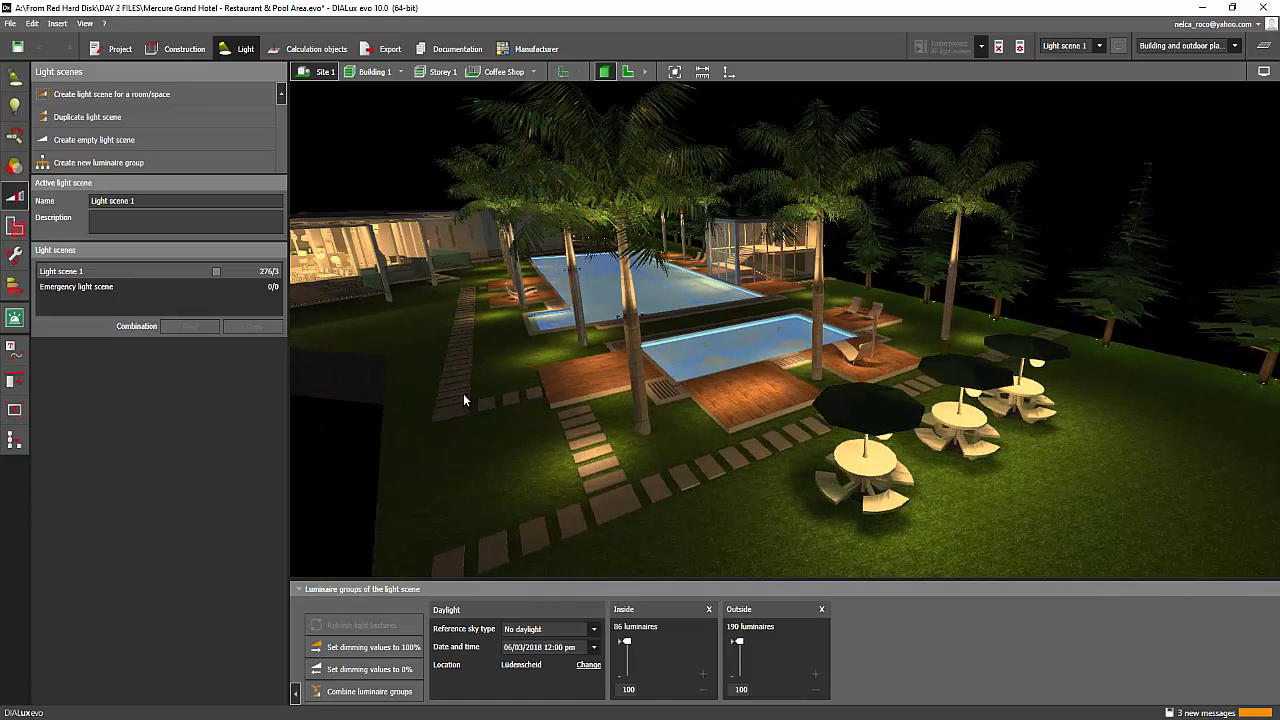 A:\From Red Hard Disk\DAY 2 FILES\Mercure Grand Hotel - Restaurant & Pool Area.evo* - DIALux evo 10.0 (64-bit)
File Edit Insert View ?
nelca_roco@yahoo.com
Project Construction Light Calculation objects Export Documentation Manufacturer
Entire project
All light scenes
Light scene 1
Building and outdoor pla...
Light scenes
Site 1 Building 1 Storey 1 Coffee Shop
Create light scene for a room/space
Duplicate light scene
Create empty light scene
Create new luminaire group
Active light scene
Name Light scene 1
Description
Light scenes
Light scene 1 276/3
Emergency light scene 0/0
Combination
Luminaire groups of the light scene
Refresh light textures
Set dimming values to 100%
Set dimming values to 0%
Combine luminaire groups
Daylight
Reference sky type No daylight
Date and time 06/03/2018 12:00 pm
Location Lüdenscheid Change
Inside
86 luminaires
100
Outside
190 luminaires
100
DIALux evo
3 new messages